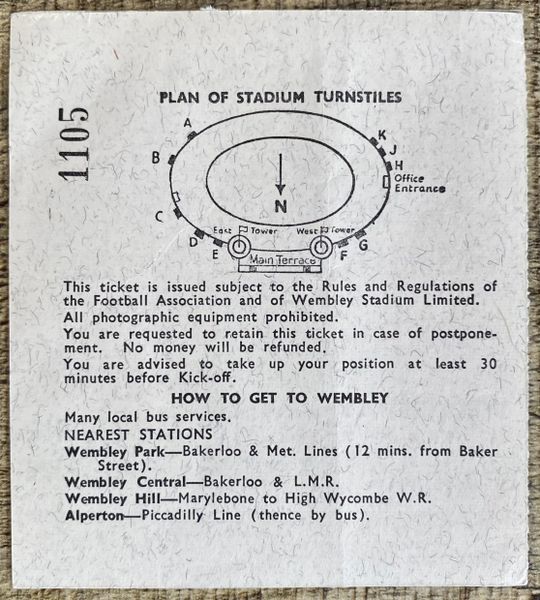 1105
PLAN OF STADIUM TURNSTILES
A
B
C
D
E
F
G
H
J
K
Office
Entrance
N
East Tower
West Tower
Main Terrace
This ticket is issued subject to the Rules and Regulations of
the Football Association and of Wembley Stadium Limited.
All photographic equipment prohibited.
You are requested to retain this ticket in case of postpone-
ment. No money will be refunded.
You are advised to take up your position at least 30
minutes before Kick-off.
HOW TO GET TO WEMBLEY
Many local bus services.
NEAREST STATIONS
Wembley Park—Bakerloo & Met. Lines (12 mins. from Baker
Street).
Wembley Central—Bakerloo & L.M.R.
Wembley Hill—Marylebone to High Wycombe W.R.
Alperton—Piccadilly Line (thence by bus).